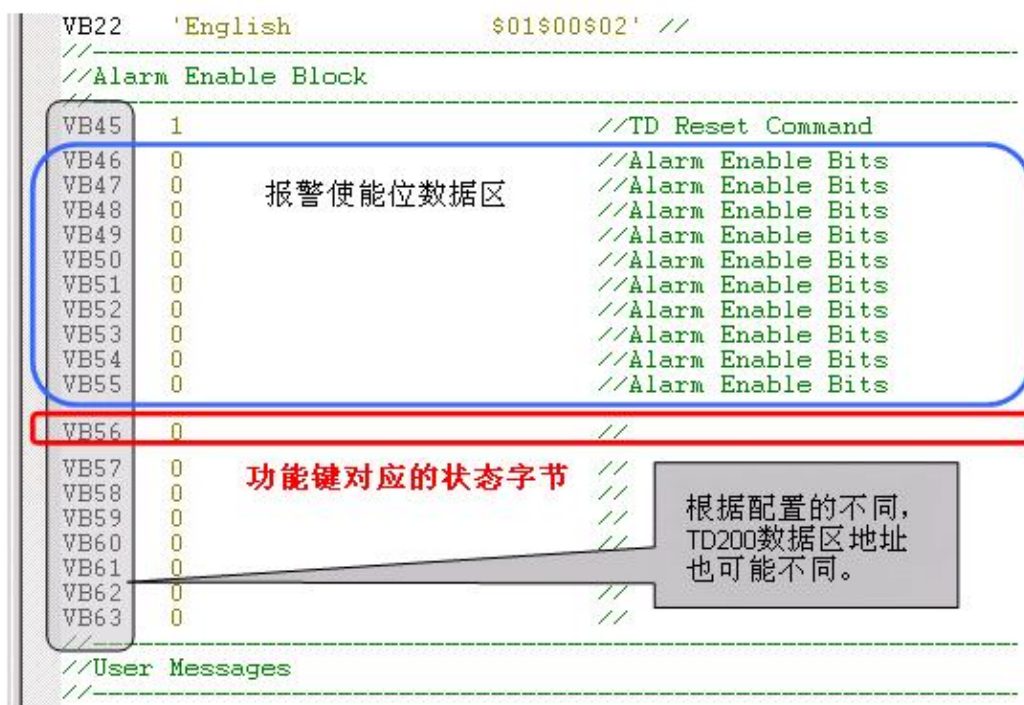 VB22 'English $01$00$02' //
//
//Alarm Enable Block
//
VB45 1 //TD Reset Command
VB46 0 //Alarm Enable Bits
VB47 0 //Alarm Enable Bits
报警使能位数据区
VB48 0 //Alarm Enable Bits
VB49 0 //Alarm Enable Bits
VB50 0 //Alarm Enable Bits
VB51 0 //Alarm Enable Bits
VB52 0 //Alarm Enable Bits
VB53 0 //Alarm Enable Bits
VB54 0 //Alarm Enable Bits
VB55 0 //Alarm Enable Bits
VB56 0 //
VB57 0 //
功能键对应的状态字节
VB58 0 //
VB59 0 //
VB60 0 //
VB61 0
VB62 0 //
VB63 0 //
根据配置的不同，
TD200数据区地址
也可能不同。
//
//User Messages
//